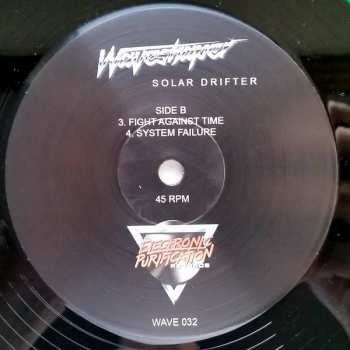 Waveshaper
SOLAR DRIFTER
SIDE B
3. FIGHT AGAINST TIME
4. SYSTEM FAILURE
45 RPM
ELECTRONIC
PURIFICATION
RECORDS
WAVE 032